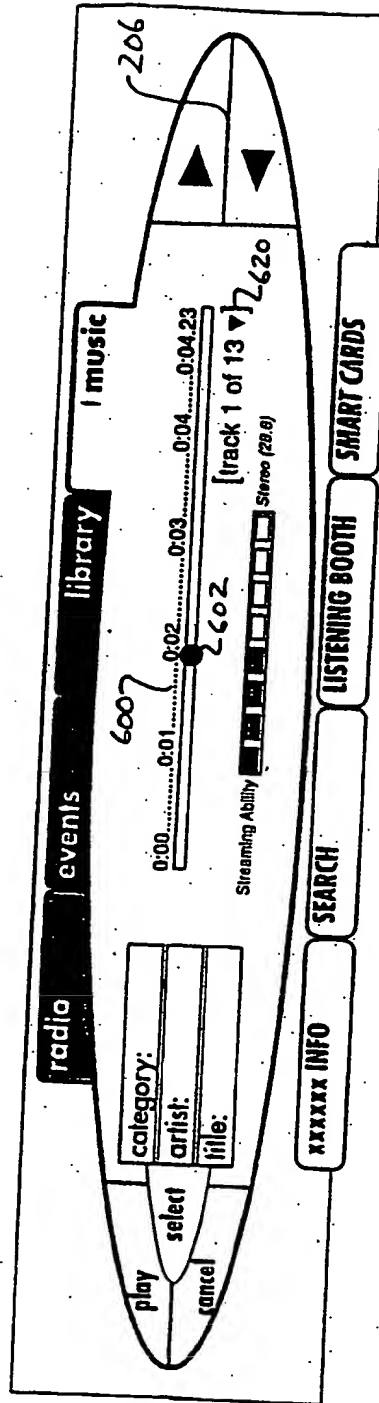 radio events library music
206
play
select
cancel
category:
artist:
title:
600
0:00.........0:01.........0:02.........0:03.........0:04.......0:04.23
602
[track 1 of 13 ▼]
620
Streaming Ability
Stereo (28.8)
xxxxxx INFO SEARCH LISTENING BOOTH SMART CARDS